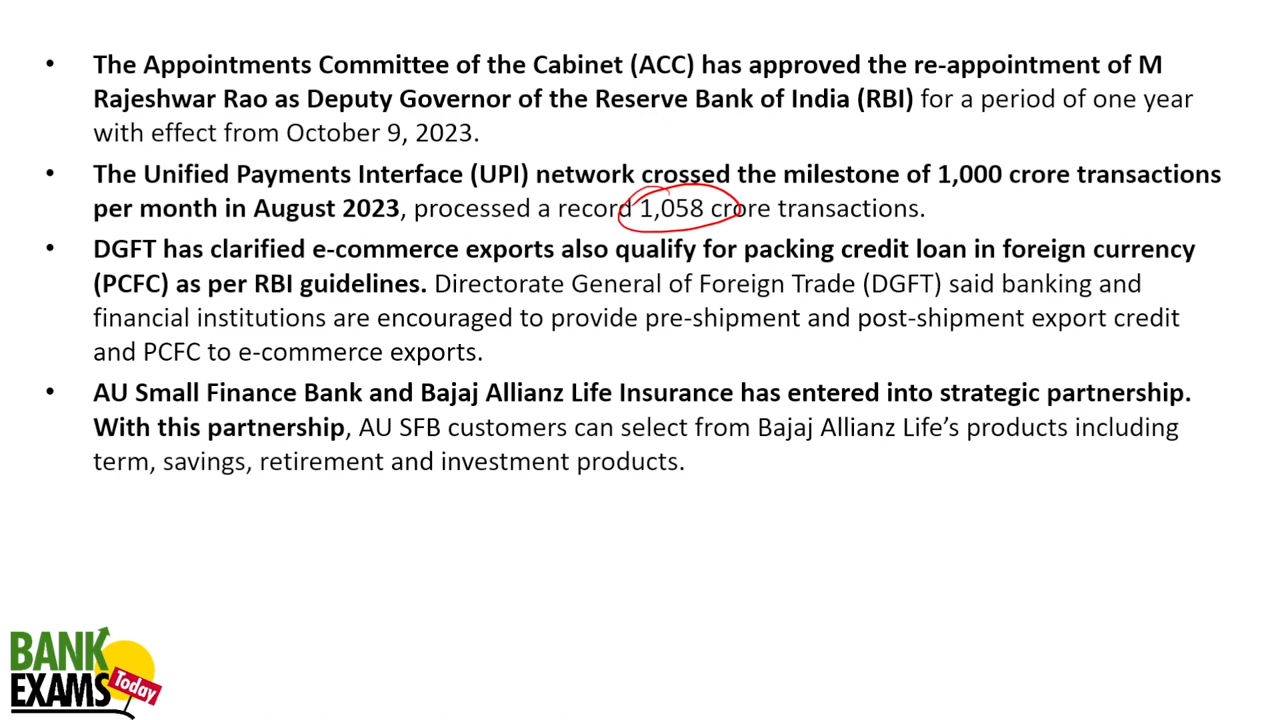 • The Appointments Committee of the Cabinet (ACC) has approved the re-appointment of M
Rajeshwar Rao as Deputy Governor of the Reserve Bank of India (RBI) for a period of one year
with effect from October 9, 2023.
• The Unified Payments Interface (UPI) network crossed the milestone of 1,000 crore transactions
per month in August 2023, processed a record 1,058 crore transactions.
• DGFT has clarified e-commerce exports also qualify for packing credit loan in foreign currency
(PCFC) as per RBI guidelines. Directorate General of Foreign Trade (DGFT) said banking and
financial institutions are encouraged to provide pre-shipment and post-shipment export credit
and PCFC to e-commerce exports.
• AU Small Finance Bank and Bajaj Allianz Life Insurance has entered into strategic partnership.
With this partnership, AU SFB customers can select from Bajaj Allianz Life’s products including
term, savings, retirement and investment products.
BANK
EXAMS
Today